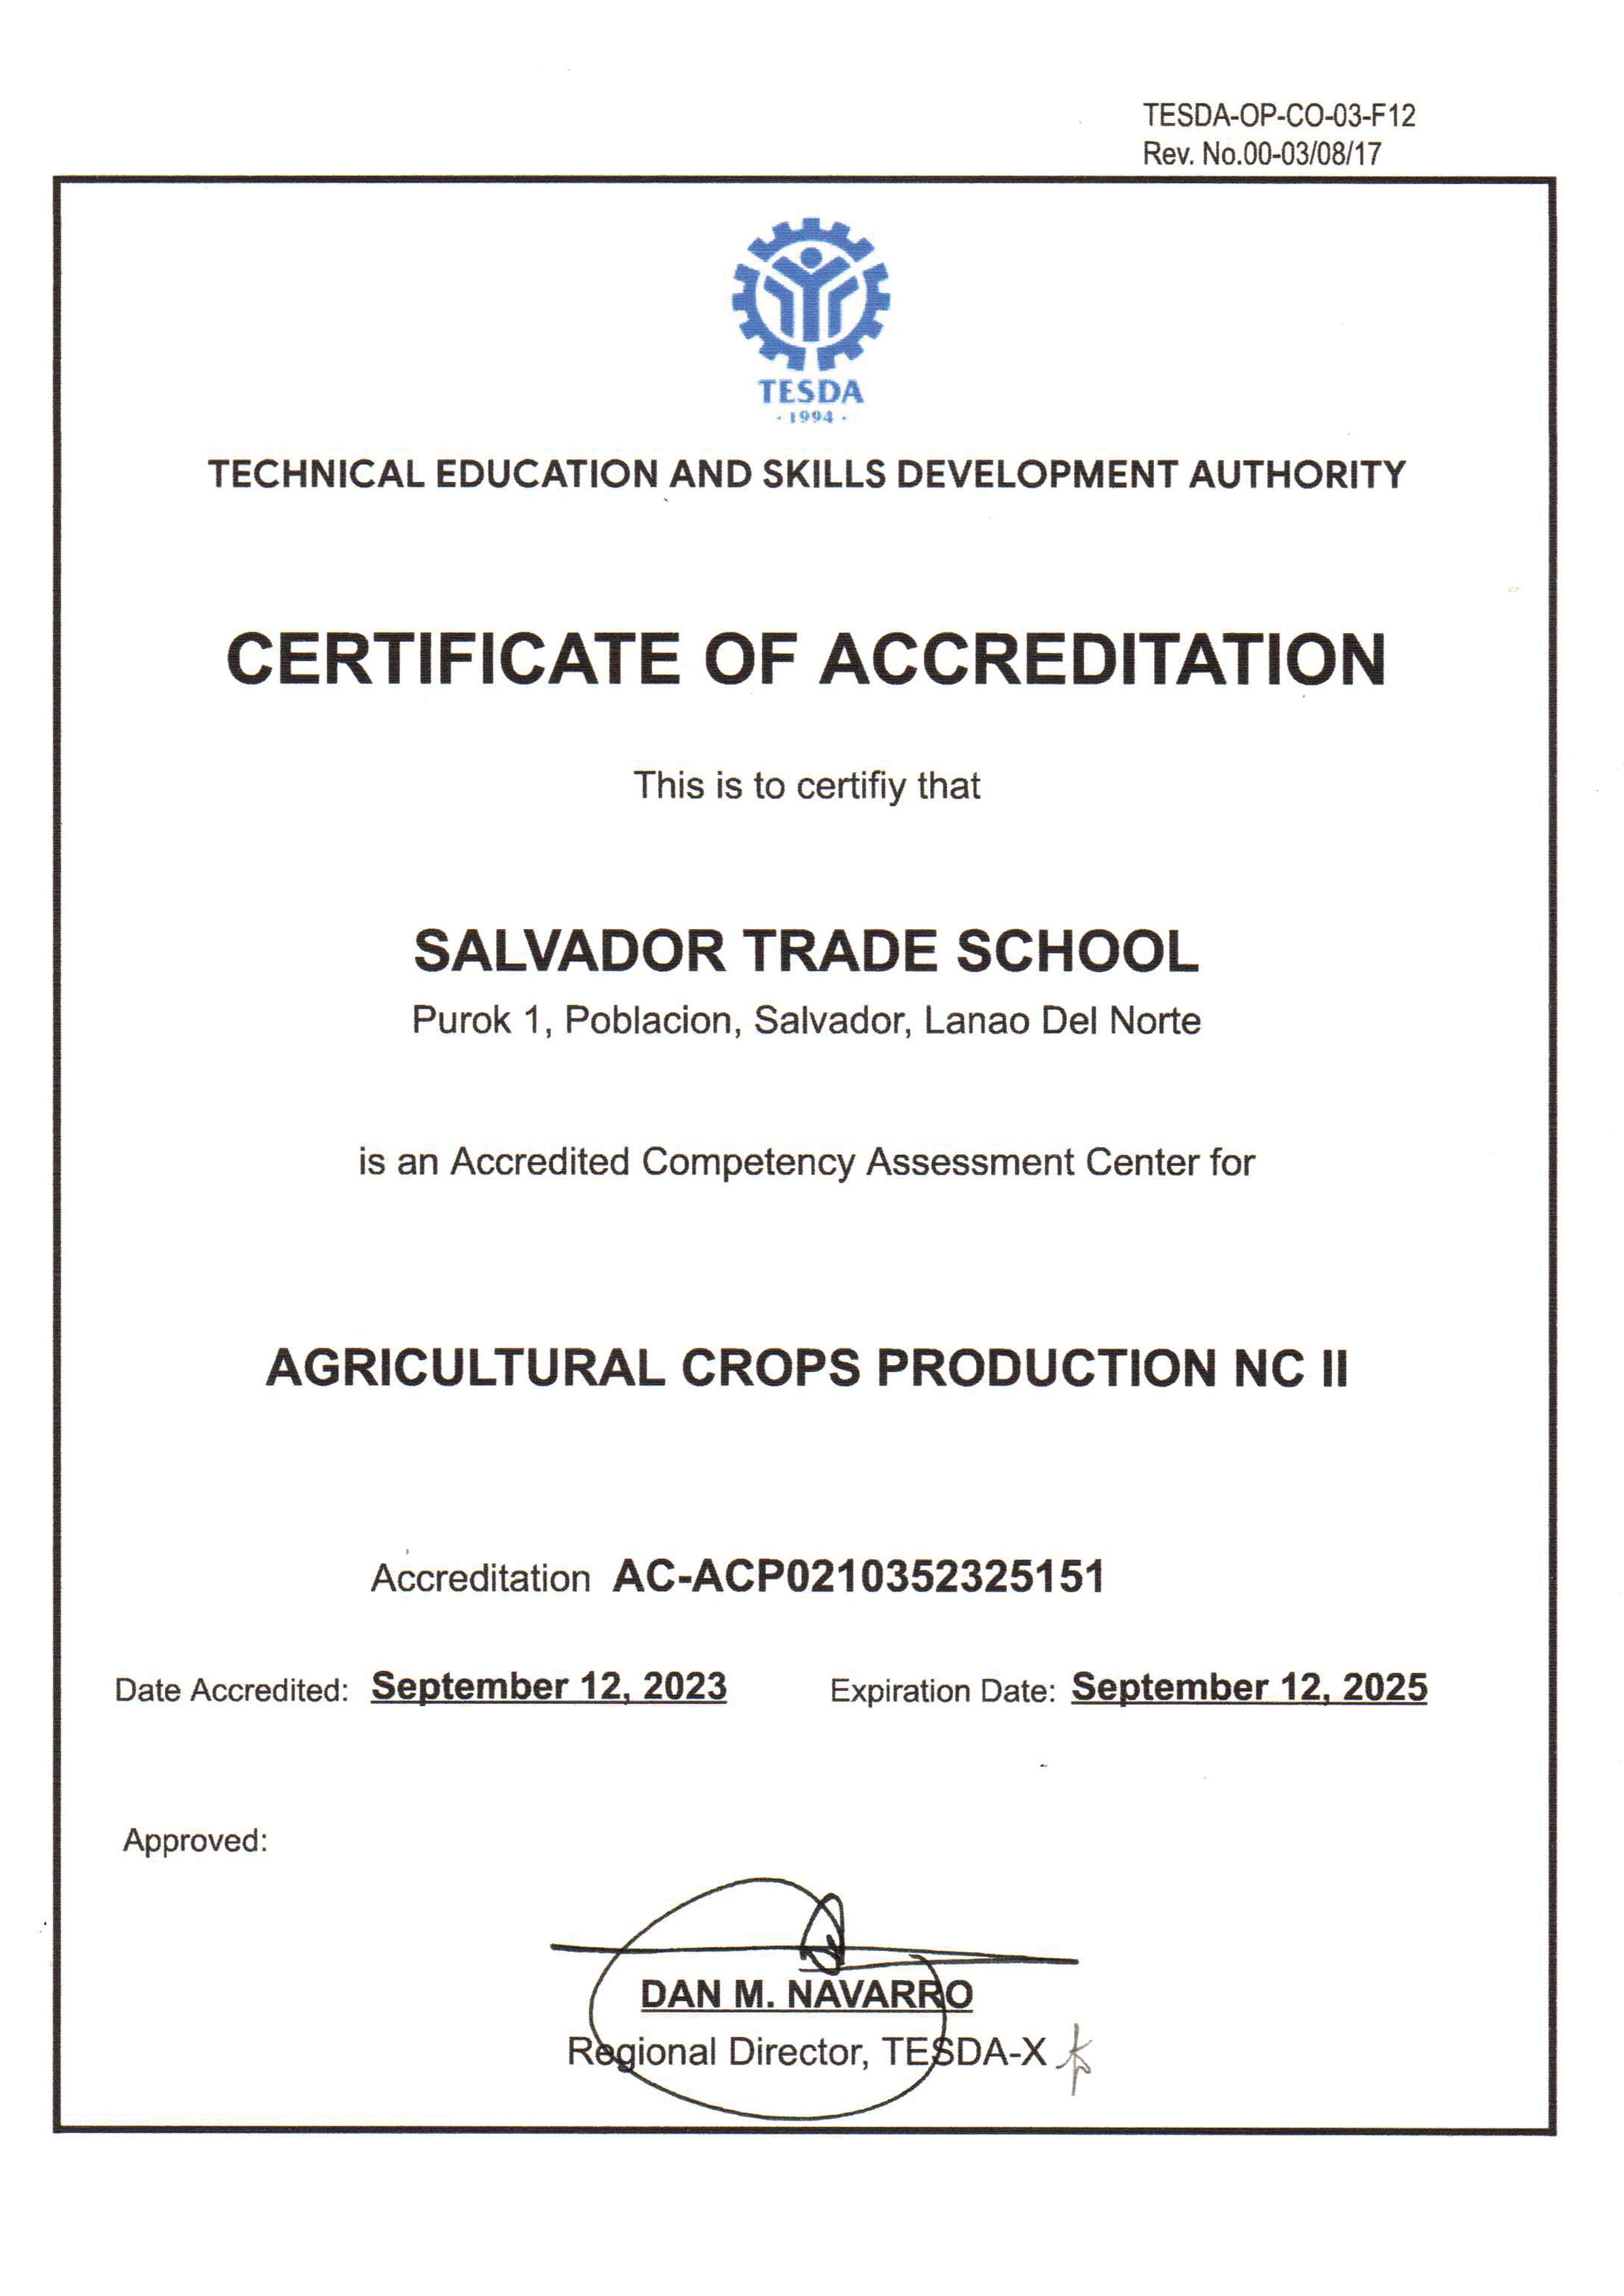 TESDA-OP-CO-03-F12
Rev. No.00-03/08/17
TESDA
- 1994 -
TECHNICAL EDUCATION AND SKILLS DEVELOPMENT AUTHORITY
CERTIFICATE OF ACCREDITATION
This is to certifiy that
SALVADOR TRADE SCHOOL
Purok 1, Poblacion, Salvador, Lanao Del Norte
is an Accredited Competency Assessment Center for
AGRICULTURAL CROPS PRODUCTION NC II
Accreditation AC-ACP0210352325151
Date Accredited: September 12, 2023 Expiration Date: September 12, 2025
Approved:
DAN M. NAVARRO
Regional Director, TESDA-X